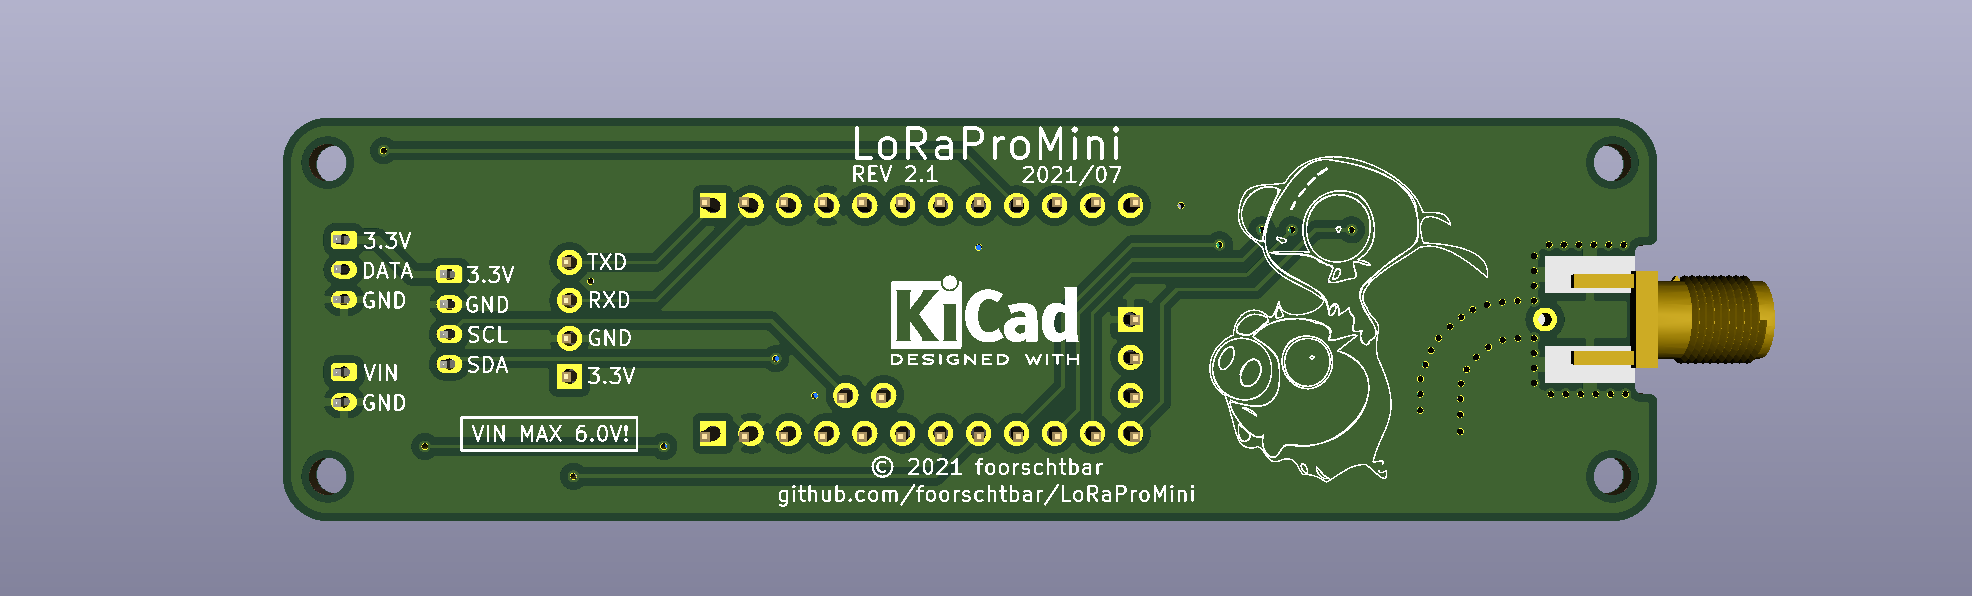 LoRaProMini
REV 2.1
2021/07
3.3V
DATA
GND
3.3V
GND
SCL
SDA
TXD
RXD
GND
3.3V
VIN
GND
KiCad
DESIGNED WITH
VIN MAX 6.0V!
© 2021 foorschtbar
github.com/foorschtbar/LoRaProMini